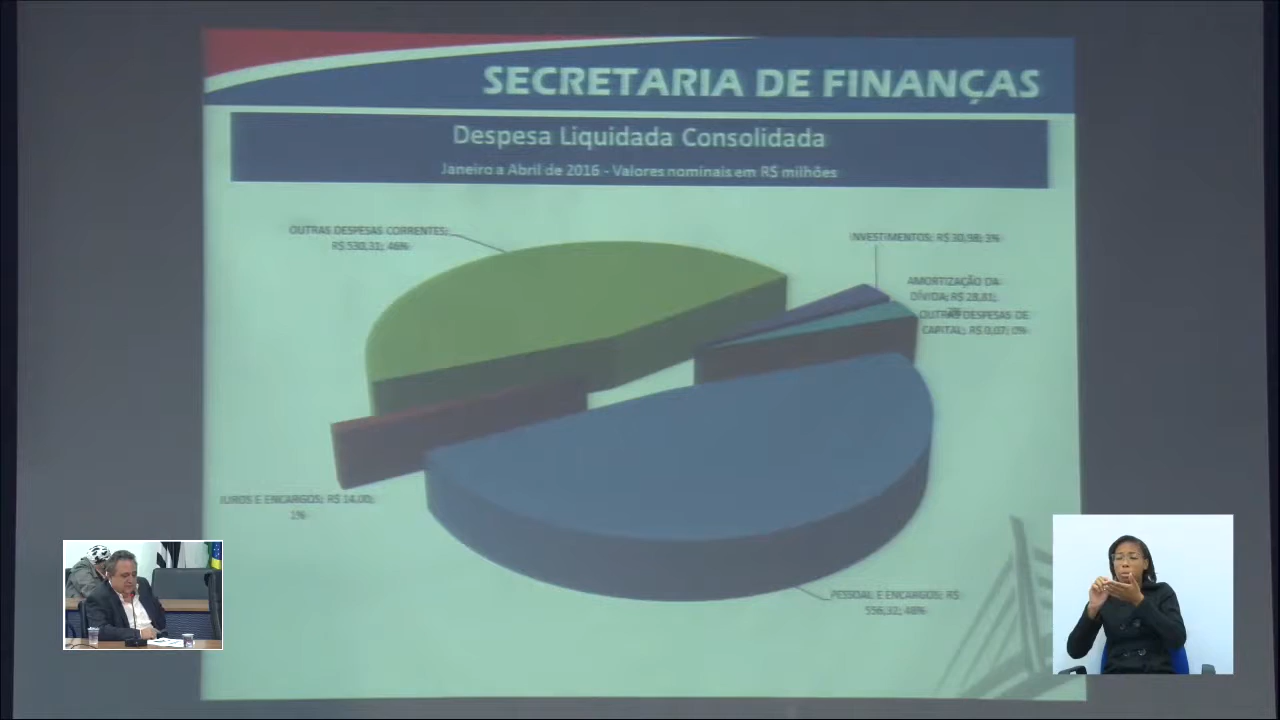 SECRETARIA DE FINANÇAS
Despesa Liquidada Consolidada
Janeiro a Abril de 2016 - Valores nominais em R$ milhões
OUTRAS DESPESAS CORRENTES;
R$ 530,31; 46%
INVESTIMENTOS; R$ 30,98; 3%
AMORTIZAÇÃO DA
DÍVIDA; R$ 28,81;
OUTRAS DESPESAS DE
CAPITAL; R$ 0,07; 0%
JUROS E ENCARGOS; R$ 14,00;
1%
PESSOAL E ENCARGOS; R$
556,32; 48%